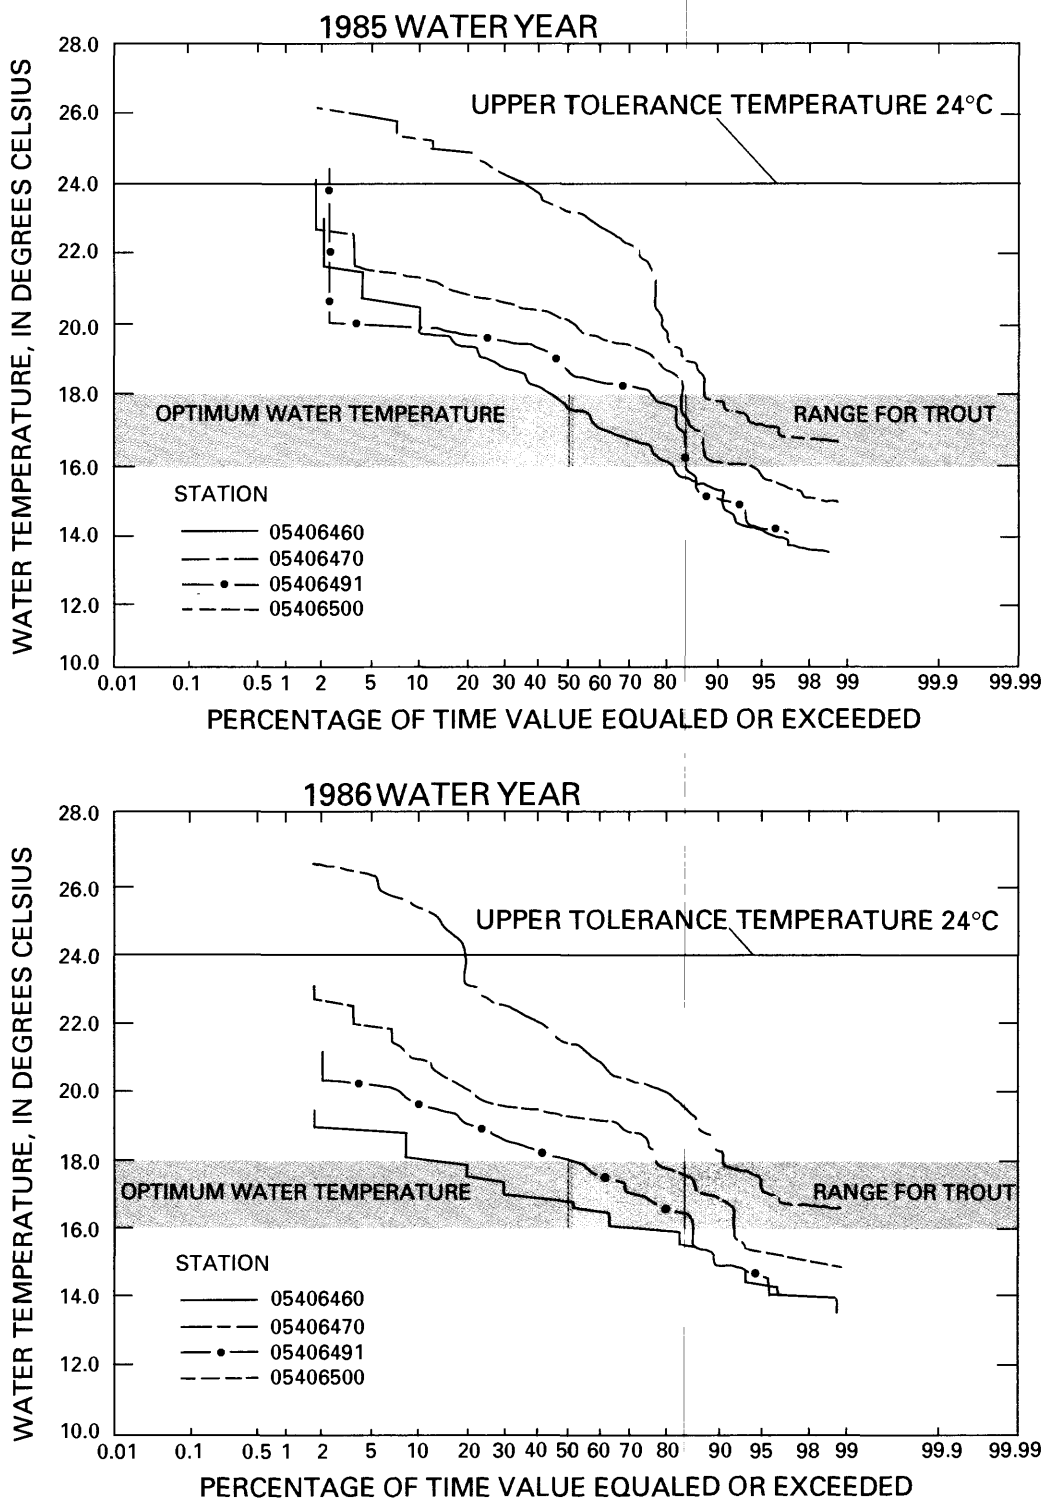 1985 WATER YEAR
WATER TEMPERATURE, IN DEGREES CELSIUS
28.0
26.0
24.0
22.0
20.0
18.0
16.0
14.0
12.0
10.0
UPPER TOLERANCE TEMPERATURE 24°C
OPTIMUM WATER TEMPERATURE RANGE FOR TROUT
STATION
05406460
05406470
05406491
05406500
0.01 0.1 0.5 1 2 5 10 20 30 40 50 60 70 80 90 95 98 99 99.9 99.99
PERCENTAGE OF TIME VALUE EQUALED OR EXCEEDED
1986 WATER YEAR
WATER TEMPERATURE, IN DEGREES CELSIUS
28.0
26.0
24.0
22.0
20.0
18.0
16.0
14.0
12.0
10.0
UPPER TOLERANCE TEMPERATURE 24°C
OPTIMUM WATER TEMPERATURE RANGE FOR TROUT
STATION
05406460
05406470
05406491
05406500
0.01 0.1 0.5 1 2 5 10 20 30 40 50 60 70 80 90 95 98 99 99.9 99.99
PERCENTAGE OF TIME VALUE EQUALED OR EXCEEDED